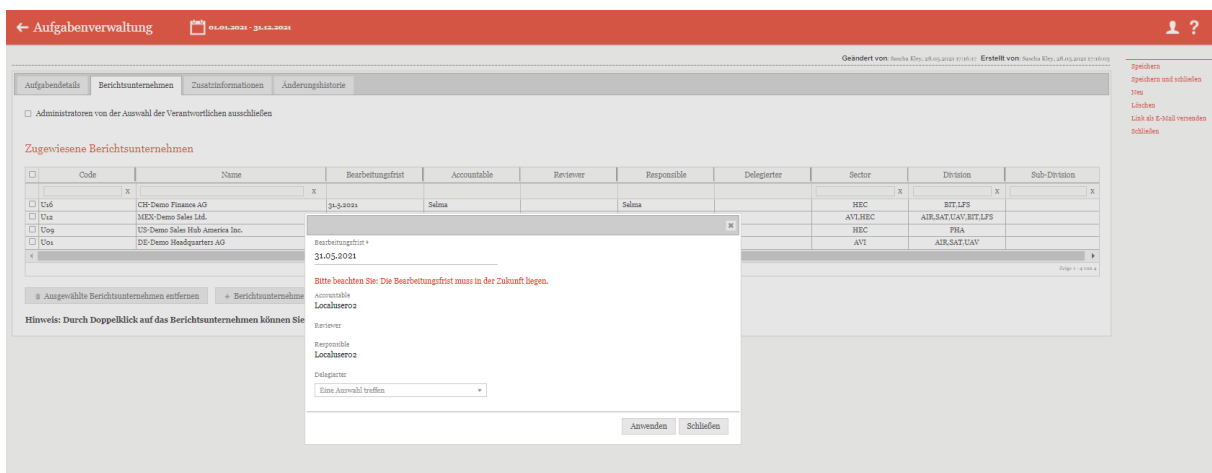 ← Aufgabenverwaltung 01.01.2021 - 31.12.2021 ?
Geändert von: Sascha Kley, 28.05.2021 17:16:17 Erstellt von: Sascha Kley, 28.05.2021
Speichern
Speichern und schließen
Neu
Löschen
Link als E-Mail versenden
Schließen
Aufgabendetails Berichtsunternehmen Zusatzinformationen Änderungshistorie
Administratoren von der Auswahl der Verantwortlichen ausschließen
Zugewiesene Berichtsunternehmen
Code Name Bearbeitungsfrist Accountable Reviewer Responsible Delegierter Sector Division Sub-Division
X X X X X
U16 CH-Demo Finance AG 31.5.2021 Selma Selma HEC BIT,LFS
U12 MEX-Demo Sales Ltd. AVI,HEC AIR,SAT,UAV,BIT,LFS
U09 US-Demo Sales Hub America Inc. HEC PHA
U01 DE-Demo Headquarters AG AVI AIR,SAT,UAV
Zeige 1 - 4 von 4
Ausgewählte Berichtsunternehmen entfernen + Berichtsunternehme
Hinweis: Durch Doppelklick auf das Berichtsunternehmen können Sie
x
Bearbeitungsfrist *
31.05.2021
Bitte beachten Sie: Die Bearbeitungsfrist muss in der Zukunft liegen.
Accountable
Localuser02
Reviewer
Responsible
Localuser02
Delegierter
Eine Auswahl treffen
Anwenden Schließen